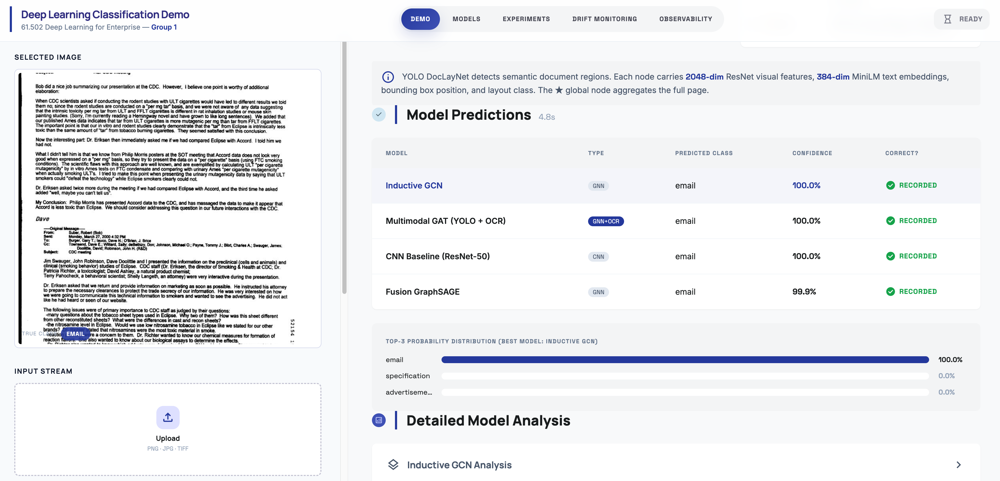 Deep Learning Classification Demo
61.502 Deep Learning for Enterprise — Group 1
DEMO
MODELS
EXPERIMENTS
DRIFT MONITORING
OBSERVABILITY
READY
SELECTED IMAGE
Bob did a nice job summarizing our presentation at the CDC. However, I believe one point is worthy of additional
elaboration:
When CDC scientists asked if conducting the rodent studies with ULT cigarettes would have led to different results we told
them no; since the rodent studies are conducted on a "per mg tar" basis, and we were not aware of any data suggesting
that the intrinsic toxicity per mg tar from ULT and FFLT cigarettes is different in rat inhalation studies or mouse skin
painting studies. (Sorry, I'm currently reading a Hemingway novel and have grown to like long sentences). We added that
our published Ames data indicates that tar from ULT cigarettes is more mutagenic per mg than tar from FFLT cigarettes.
The important point is that our in vitro and rodent studies clearly demonstrate that the "tar" from Eclipse is intrinsically less
toxic than the same amount of "tar" from tobacco burning cigarettes. They seemed satisfied with this conclusion.
Now the interesting part: Dr. Eriksen then immediately asked me if we had compared Eclipse with Accord. I told him we
had not.
What I didn't tell him is that we know from Philip Morris posters at the SOT meeting that Accord data does not look very
good when expressed on a "per mg" basis, so they try to present the data on a "per cigarette" basis (using FTC smoking
conditions). The scientific flaws with this approach are well known, and are exemplified by calculating ULT "per cigarette
mutagenicity" by in vitro Ames tests on FTC condensate and comparing with urinary Ames "per cigarette mutagenicity"
when actually smoking ULT's. I tried to make this point when presenting the urinary mutagenicity data by saying that ULT
smokers could "defeat the technology" while Eclipse smokers clearly could not.
Dr. Eriksen asked twice more during the meeting if we had compared Eclipse with Accord, and the third time he asked
added "well, maybe you can't tell us".
My Conclusion: Philip Morris has presented Accord data to the CDC, and has massaged the data to make it appear that
Accord is less toxic than Eclipse. We should consider addressing this question in our future interactions with the CDC.
Dave
-----Original Message-----
From: Suber, Robert (Bob)
Sent: Monday, March 27, 2000 4:32 PM
To: Burger, Gary T.; Iauco, Dave N.; O'Brien, J. Brice
Cc: Townsend, Dave E.; Williard, Sally; deBethizy, Don; Johnson, Michael O.; Payne, Tommy J.; Blixt, Charles A.; Swauger, James;
Doolittle, David; Robinson, John H. (R&D)
Subject: CDC meeting
Jim Swauger, John Robinson, Dave Doolittle and I presented the information on the preclinical (cells and animals) and
clinical (smoking behavior) studies of Eclipse. CDC staff (Dr. Eriksen, the director of Smoking & Health at CDC; Dr.
Patricia Richter, a toxicologist; David Ashley, a natural product chemist;
Terry Pahocheck, a behavioral scientist; Shelly Langeth, an attorney) were very interactive during the presentation.
Dr. Eriksen asked that we return and provide information on marketing as soon as possible. He instructed his attorney
to prepare the necessary clearances to protect the trade secrecy of our information. He was very interested on how
we were going to communicate this technical information to smokers and wanted to see the advertising. He did not act
like he had heard or seen of our website.
The following issues were of primary importance to CDC staff as judged by their questions:
-many questions about the tobacco sheet types used in Eclipse. Why two of them? How was this sheet different
from other reconstituted sheets? What were the differences in cast and recon sheets?
-the nitrosamine level in Eclipse. Would we use low nitrosamine tobacco in Eclipse like we stated for our other
brands? Dr. Richter stated that nitrosamines were the most toxic material in smoke.
-reaction were a concern to them. Dr. Richter wanted to know our chemical measures for formation of
reaction flavors. She also wanted to know about our biological assays to determine the effects.
52154
TRUE CLASS
EMAIL
INPUT STREAM
Upload
PNG · JPG · TIFF
YOLO DocLayNet detects semantic document regions. Each node carries 2048-dim ResNet visual features, 384-dim MiniLM text embeddings,
bounding box position, and layout class. The ★ global node aggregates the full page.
Model Predictions 4.8s
MODEL TYPE PREDICTED CLASS CONFIDENCE CORRECT?
Inductive GCN GNN email 100.0% RECORDED
Multimodal GAT (YOLO + OCR) GNN+OCR email 100.0% RECORDED
CNN Baseline (ResNet-50) CNN email 100.0% RECORDED
Fusion GraphSAGE GNN email 99.9% RECORDED
TOP-3 PROBABILITY DISTRIBUTION (BEST MODEL: INDUCTIVE GCN)
email 100.0%
specification 0.0%
advertiseme... 0.0%
Detailed Model Analysis
Inductive GCN Analysis